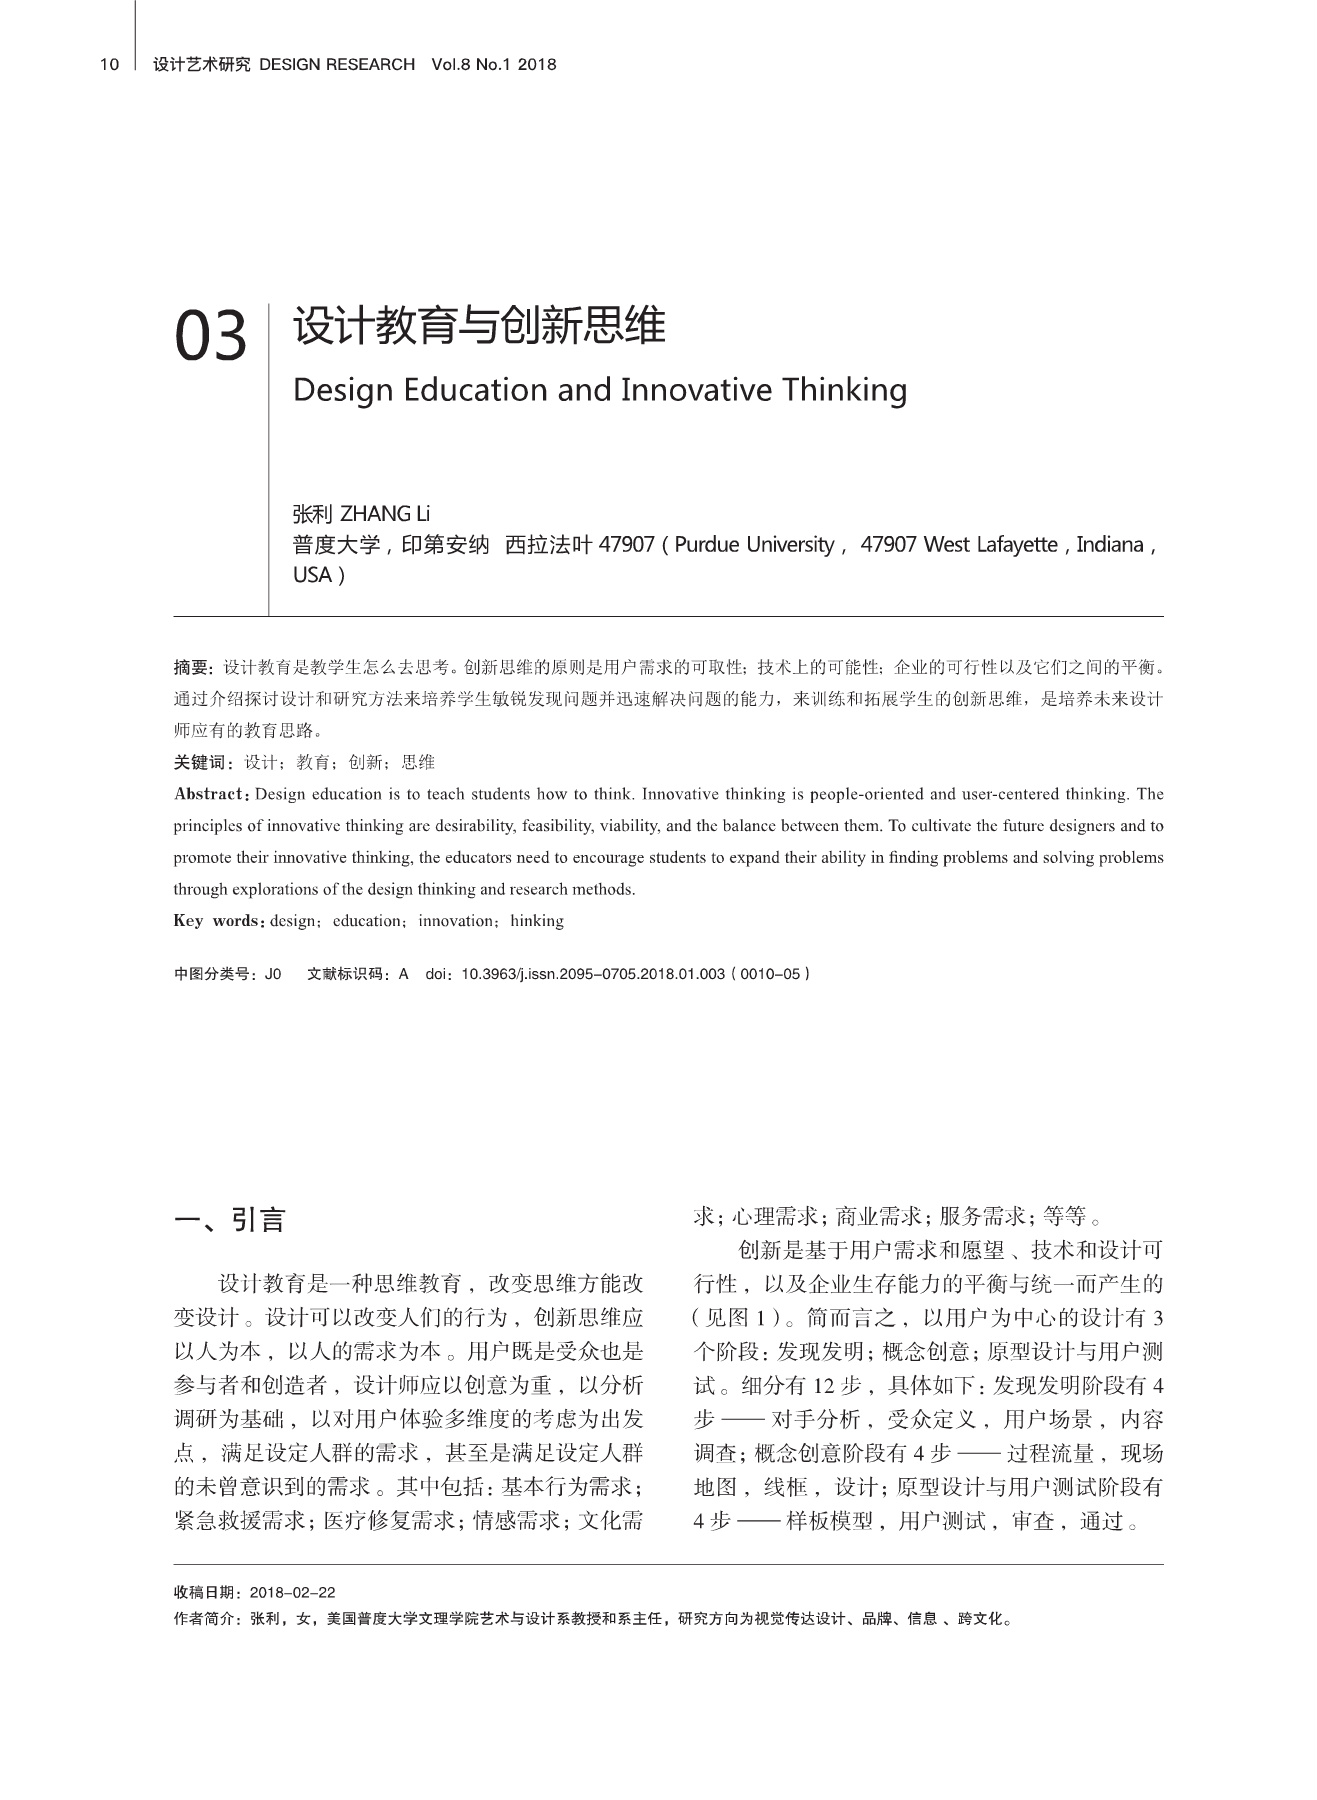 10 设计艺术研究 DESIGN RESEARCH Vol.8 No.1 2018
03
设计教育与创新思维
Design Education and Innovative Thinking
张利 ZHANG Li
普度大学，印第安纳 西拉法叶 47907（Purdue University， 47907 West Lafayette，Indiana，
USA）
摘要：设计教育是教学生怎么去思考。创新思维的原则是用户需求的可取性；技术上的可能性；企业的可行性以及它们之间的平衡。
通过介绍探讨设计和研究方法来培养学生敏锐发现问题并迅速解决问题的能力，来训练和拓展学生的创新思维，是培养未来设计
师应有的教育思路。
关键词：设计；教育；创新；思维
Abstract: Design education is to teach students how to think. Innovative thinking is people-oriented and user-centered thinking. The
principles of innovative thinking are desirability, feasibility, viability, and the balance between them. To cultivate the future designers and to
promote their innovative thinking, the educators need to encourage students to expand their ability in finding problems and solving problems
through explorations of the design thinking and research methods.
Key words: design；education；innovation；hinking
中图分类号：J0 文献标识码：A doi：10.3963/j.issn.2095-0705.2018.01.003（0010-05）
一、引言
设计教育是一种思维教育，改变思维方能改
变设计。设计可以改变人们的行为，创新思维应
以人为本，以人的需求为本。用户既是受众也是
参与者和创造者，设计师应以创意为重，以分析
调研为基础，以对用户体验多维度的考虑为出发
点，满足设定人群的需求，甚至是满足设定人群
的未曾意识到的需求。其中包括：基本行为需求；
紧急救援需求；医疗修复需求；情感需求；文化需
求；心理需求；商业需求；服务需求；等等。
创新是基于用户需求和愿望、技术和设计可
行性，以及企业生存能力的平衡与统一而产生的
（见图 1）。简而言之，以用户为中心的设计有 3
个阶段：发现发明；概念创意；原型设计与用户测
试。细分有 12 步，具体如下：发现发明阶段有 4
步——对手分析，受众定义，用户场景，内容
调查；概念创意阶段有 4 步——过程流量，现场
地图，线框，设计；原型设计与用户测试阶段有
4 步——样板模型，用户测试，审查，通过。
收稿日期：2018-02-22
作者简介：张利，女，美国普度大学文理学院艺术与设计系教授和系主任，研究方向为视觉传达设计、品牌、信息、跨文化。